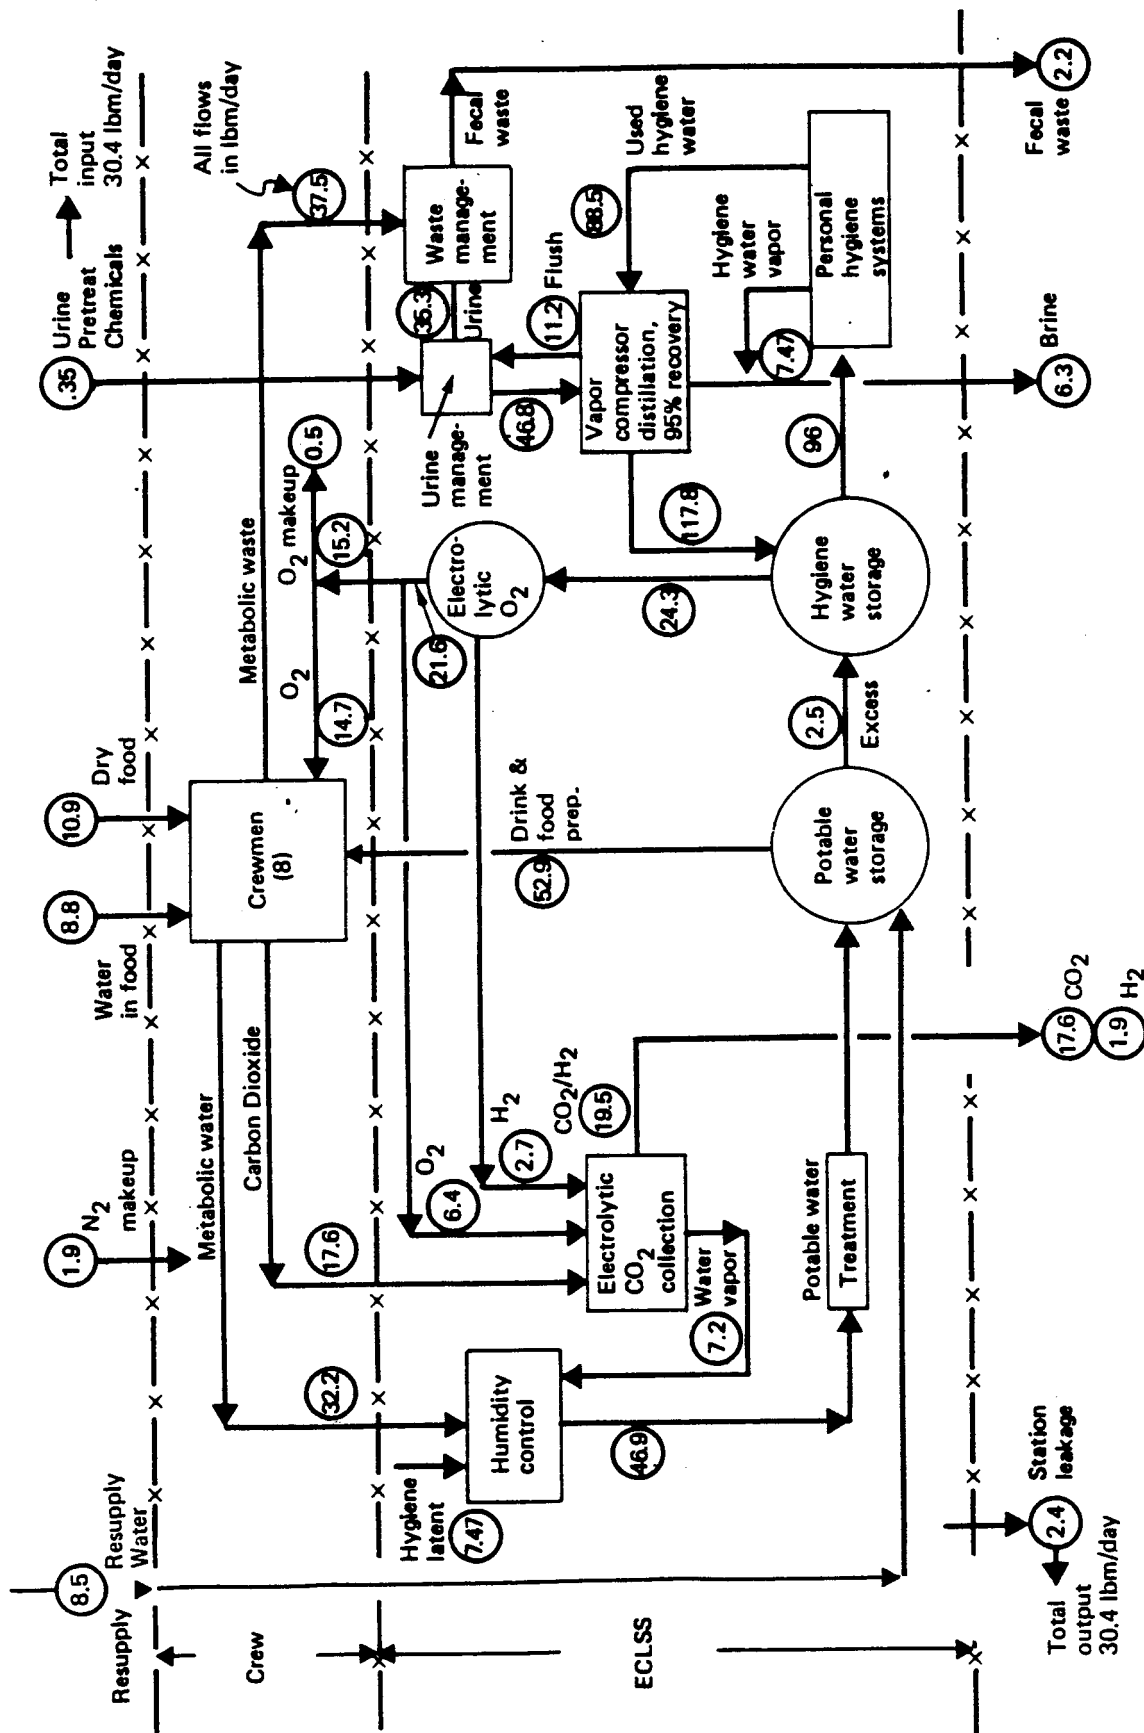 Resupply
8.5
Resupply
Water
1.9
N2
makeup
8.8
Water
in food
10.9
Dry
food
.35
Urine
Pretreat
Chemicals
Total
input
30.4 lbm/day
All flows
in lbm/day
Crew
Metabolic water
Carbon Dioxide
Crewmen
(8)
Metabolic waste
37.5
32.2
17.6
O2
14.7
O2 makeup
15.2
0.5
ECLSS
Hygiene
latent
7.47
Humidity
control
46.9
O2
6.4
H2
2.7
CO2/H2
19.5
Electrolytic
CO2
collection
Water
vapor
7.2
Potable water
Treatment
Drink &
food
prep.
52.9
Potable
water
storage
2.5
Excess
21.6
Electro-
lytic
O2
24.3
Hygiene
water
storage
117.8
96
Urine
manage-
ment
46.8
35.3
Urine
Waste
manage-
ment
Fecal
waste
11.2
Flush
Vapor
compressor
distillation,
95% recovery
88.5
Used
hygiene
water
Hygiene
water
vapor
7.47
Personal
hygiene
systems
Total
output
30.4 lbm/day
2.4
Station
leakage
17.6
CO2
1.9
H2
6.3
Brine
Fecal
waste
2.2